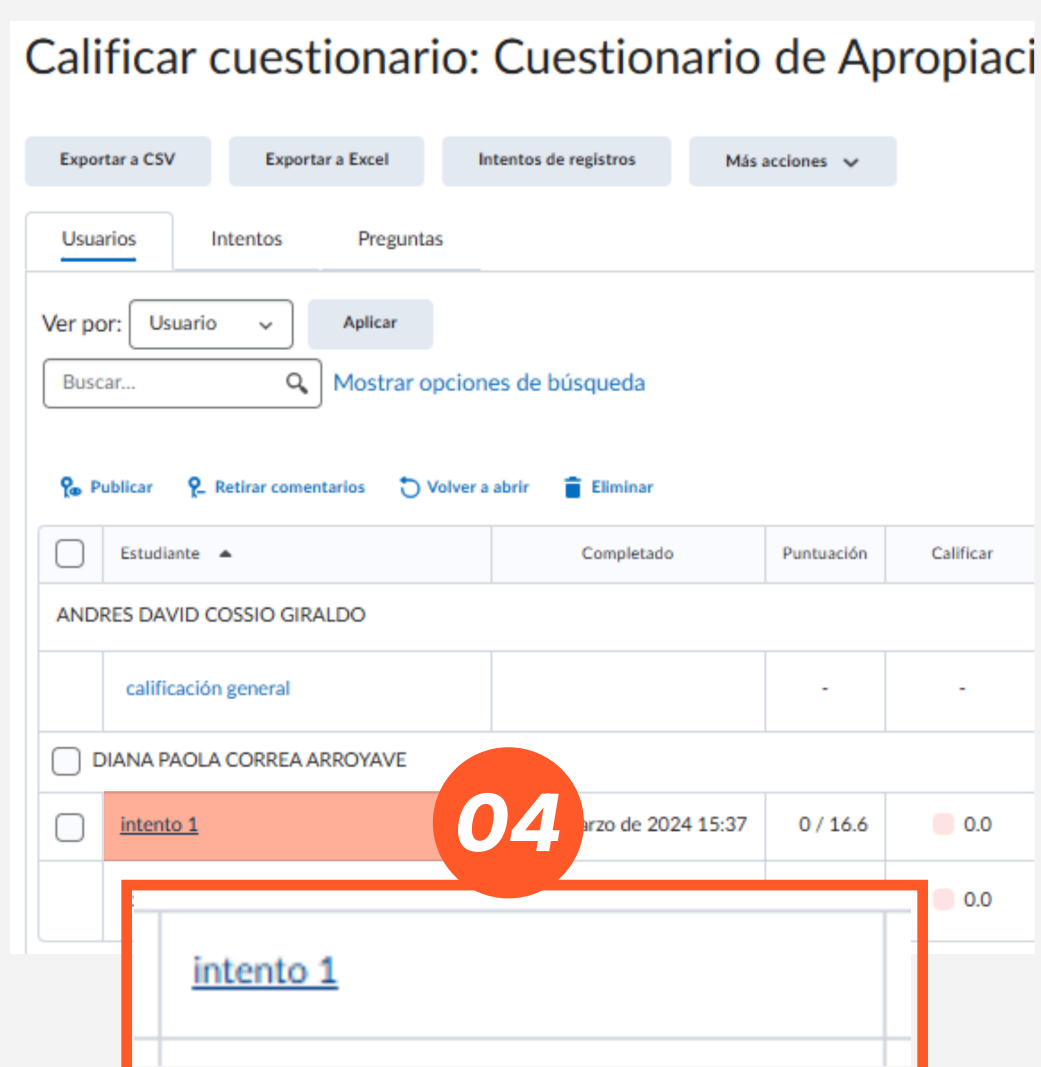 Calificar cuestionario: Cuestionario de Apropiaci
Exportar a CSV Exportar a Excel Intentos de registros Más acciones
Usuarios Intentos Preguntas
Ver por: Usuario Aplicar
Buscar... Mostrar opciones de búsqueda
Publicar Retirar comentarios Volver a abrir Eliminar
Estudiante Completado Puntuación Calificar
ANDRES DAVID COSSIO GIRALDO
calificación general - -
DIANA PAOLA CORREA ARROYAVE
intento 1 04 arzo de 2024 15:37 0 / 16.6 0.0
0.0
intento 1